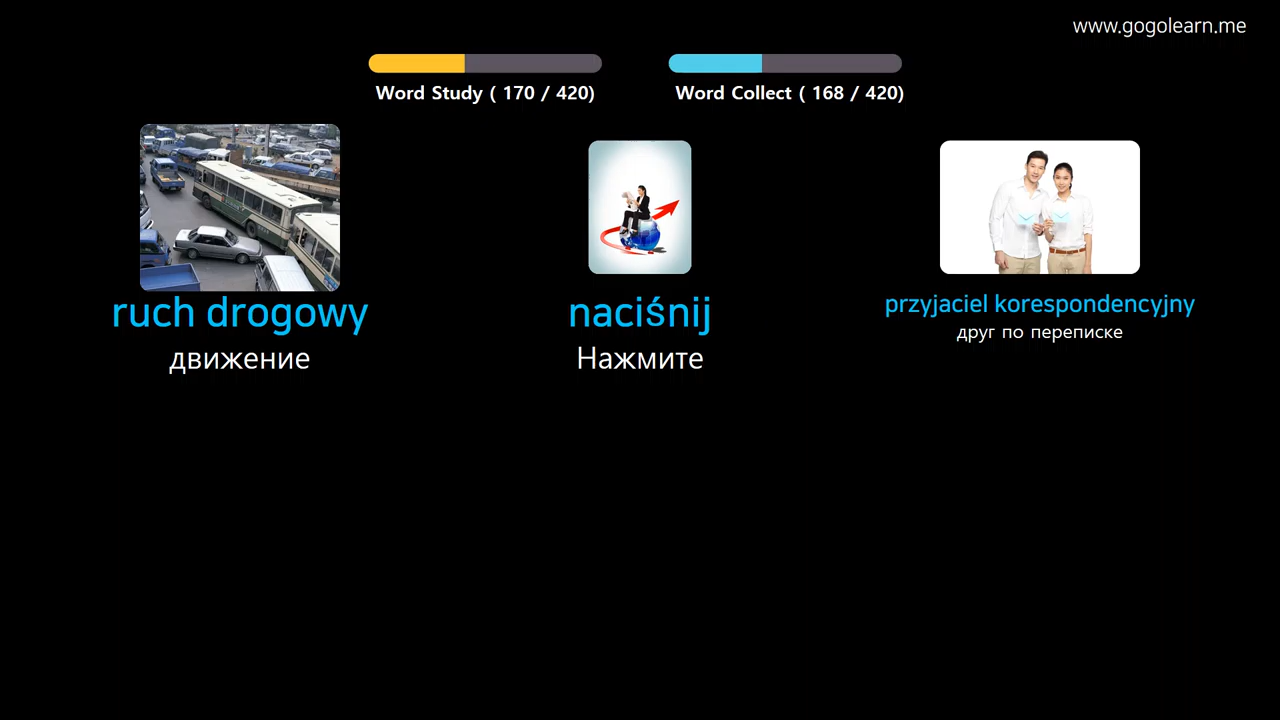 www.gogolearn.me
Word Study ( 170 / 420)
Word Collect ( 168 / 420)
ruch drogowy
движение
naciśnij
Нажмите
przyjaciel korespondencyjny
друг по переписке